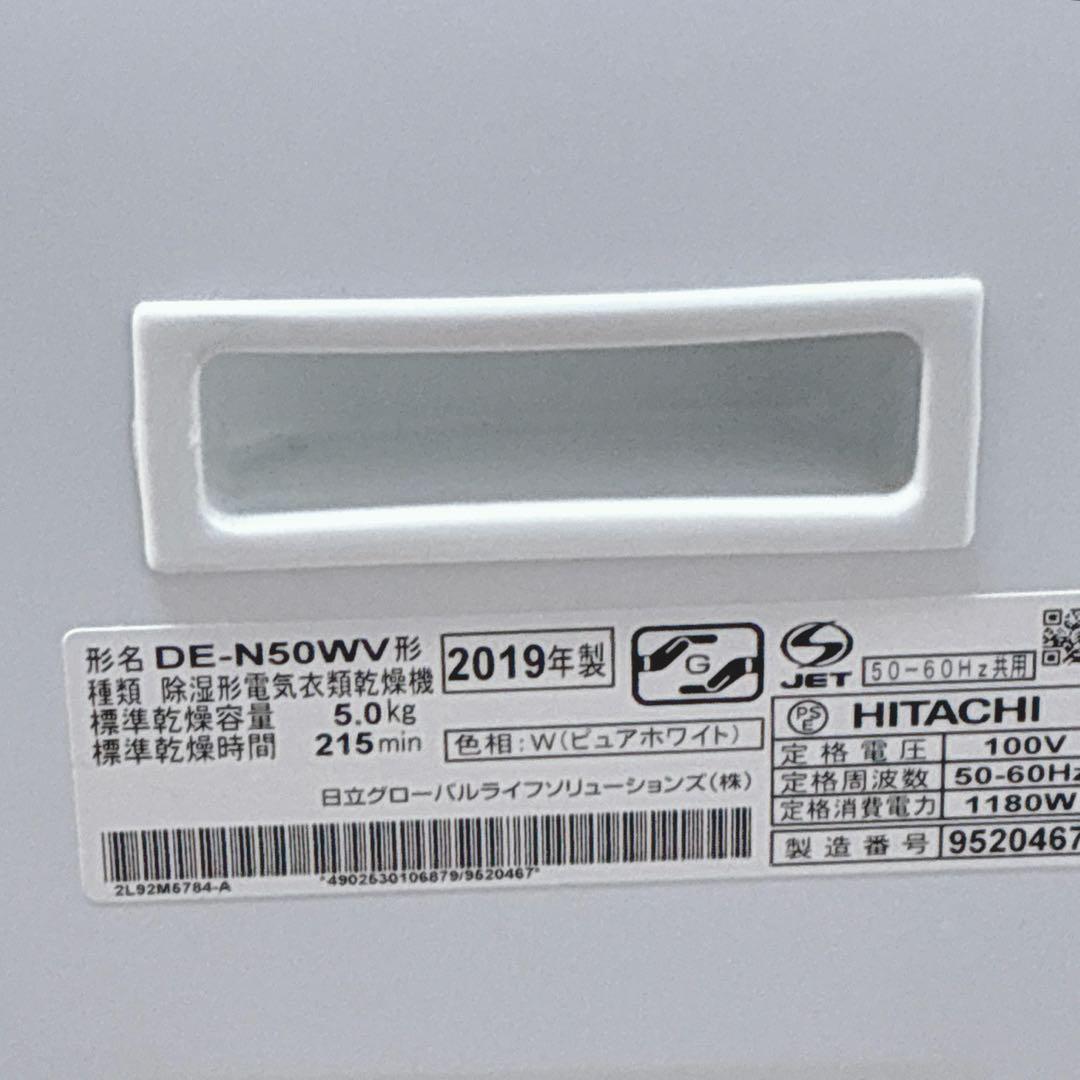 形名 DE-N50WV形
種類 除湿形電気衣類乾燥機
標準乾燥容量 5.0kg
標準乾燥時間 215min
2019年製
G
色相:W(ピュアホワイト)
日立グローバルライフソリューションズ(株)
2L92M5784-A
*4902530106879/9520467*
JET
50-60Hz共用
PSE HITACHI
定格電圧 100V
定格周波数 50-60Hz
定格消費電力 1180W
製造番号 9520467